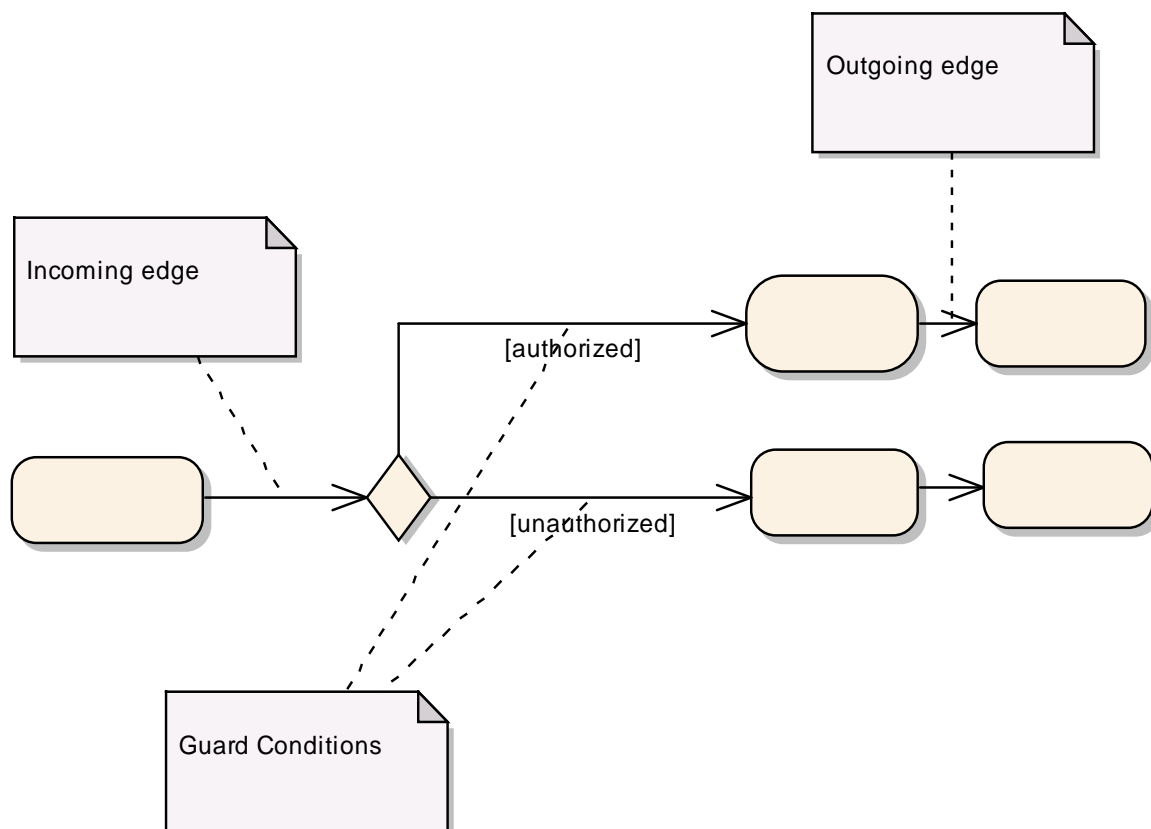 Outgoing edge
Incoming edge
[authorized]
[unauthorized]
Guard Conditions